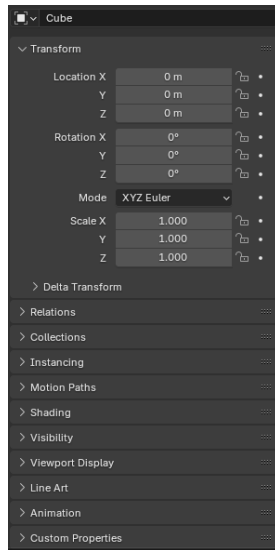 Cube
Transform
Location X 0 m
Y 0 m
Z 0 m
Rotation X 0°
Y 0°
Z 0°
Mode XYZ Euler
Scale X 1.000
Y 1.000
Z 1.000
Delta Transform
Relations
Collections
Instancing
Motion Paths
Shading
Visibility
Viewport Display
Line Art
Animation
Custom Properties